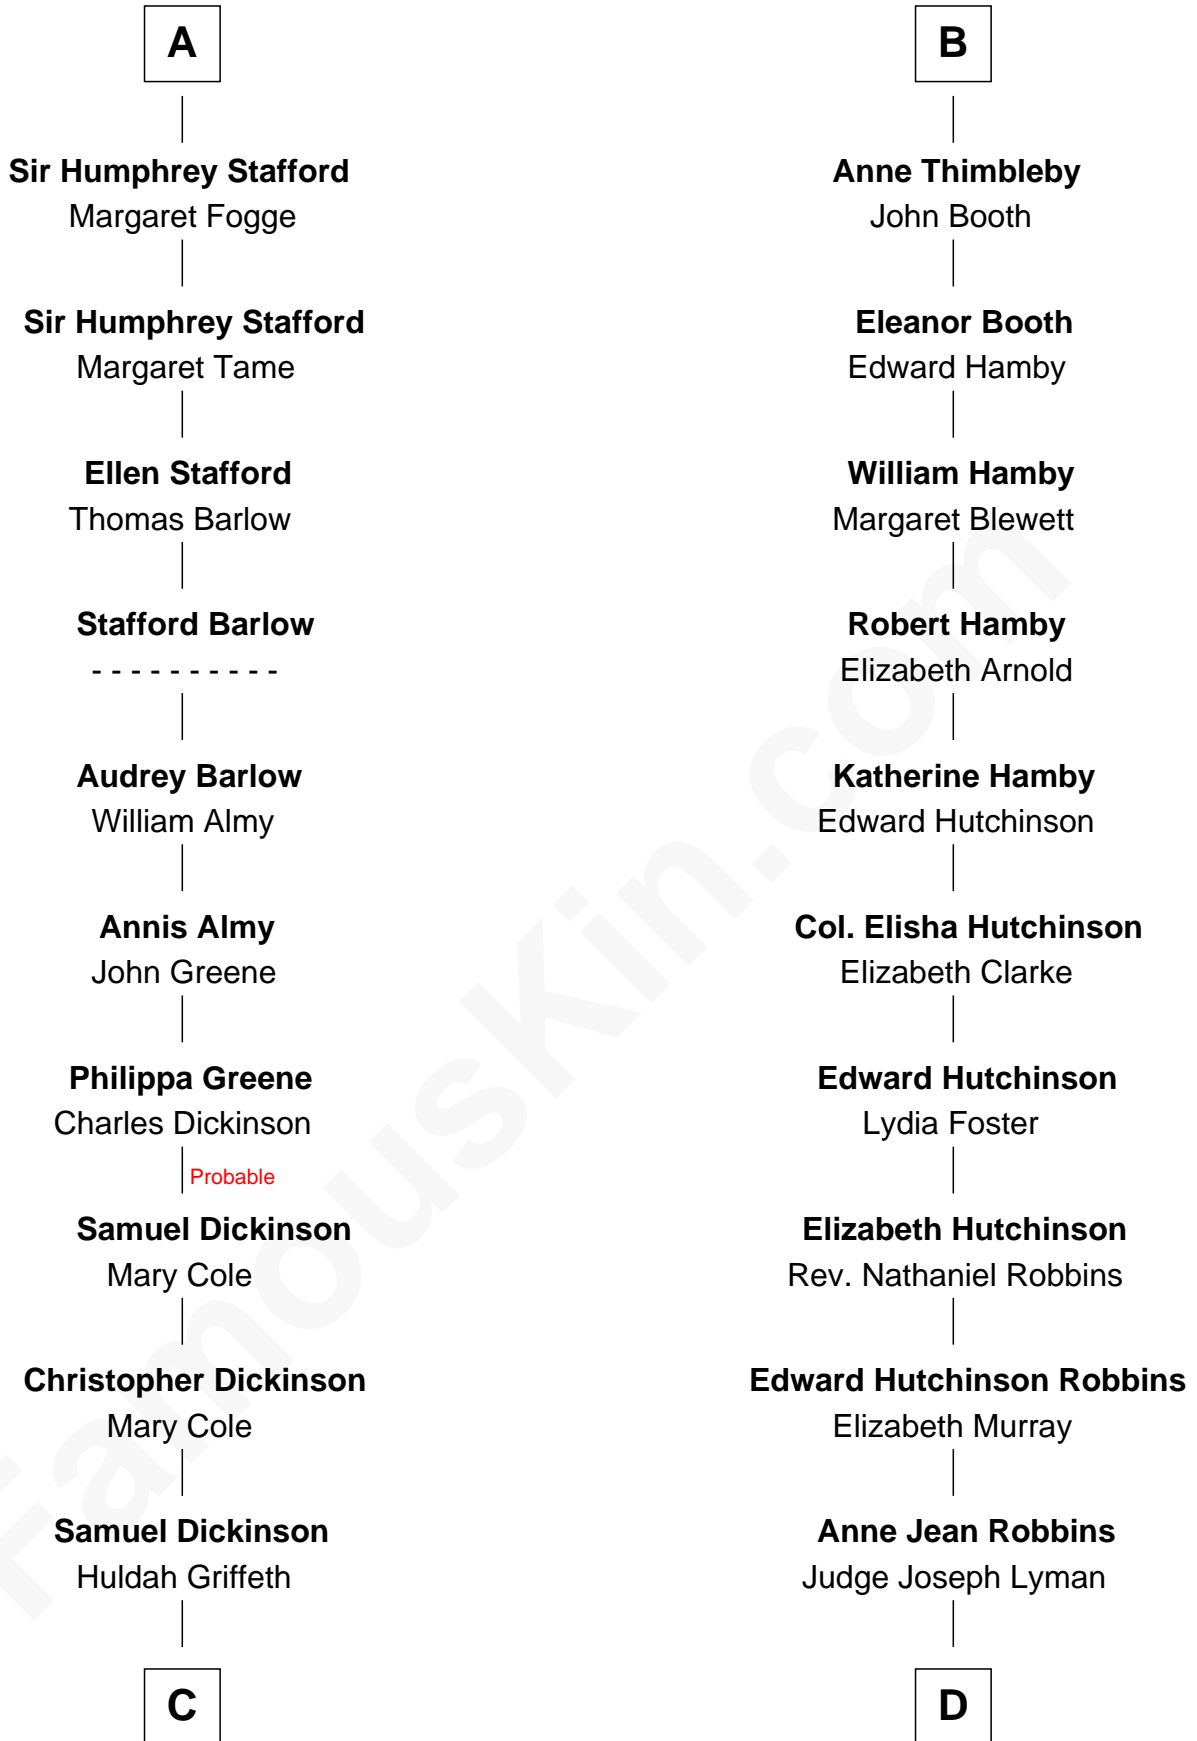 A
Sir Humphrey Stafford
Margaret Fogge
Sir Humphrey Stafford
Margaret Tame
Ellen Stafford
Thomas Barlow
Stafford Barlow
- - - - - - - - - -
Audrey Barlow
William Almy
Annis Almy
John Greene
Philippa Greene
Charles Dickinson
Probable
Samuel Dickinson
Mary Cole
Christopher Dickinson
Mary Cole
Samuel Dickinson
Huldah Griffeth
C
B
Anne Thimbleby
John Booth
Eleanor Booth
Edward Hamby
William Hamby
Margaret Blewett
Robert Hamby
Elizabeth Arnold
Katherine Hamby
Edward Hutchinson
Col. Elisha Hutchinson
Elizabeth Clarke
Edward Hutchinson
Lydia Foster
Elizabeth Hutchinson
Rev. Nathaniel Robbins
Edward Hutchinson Robbins
Elizabeth Murray
Anne Jean Robbins
Judge Joseph Lyman
D
FamousKin.com